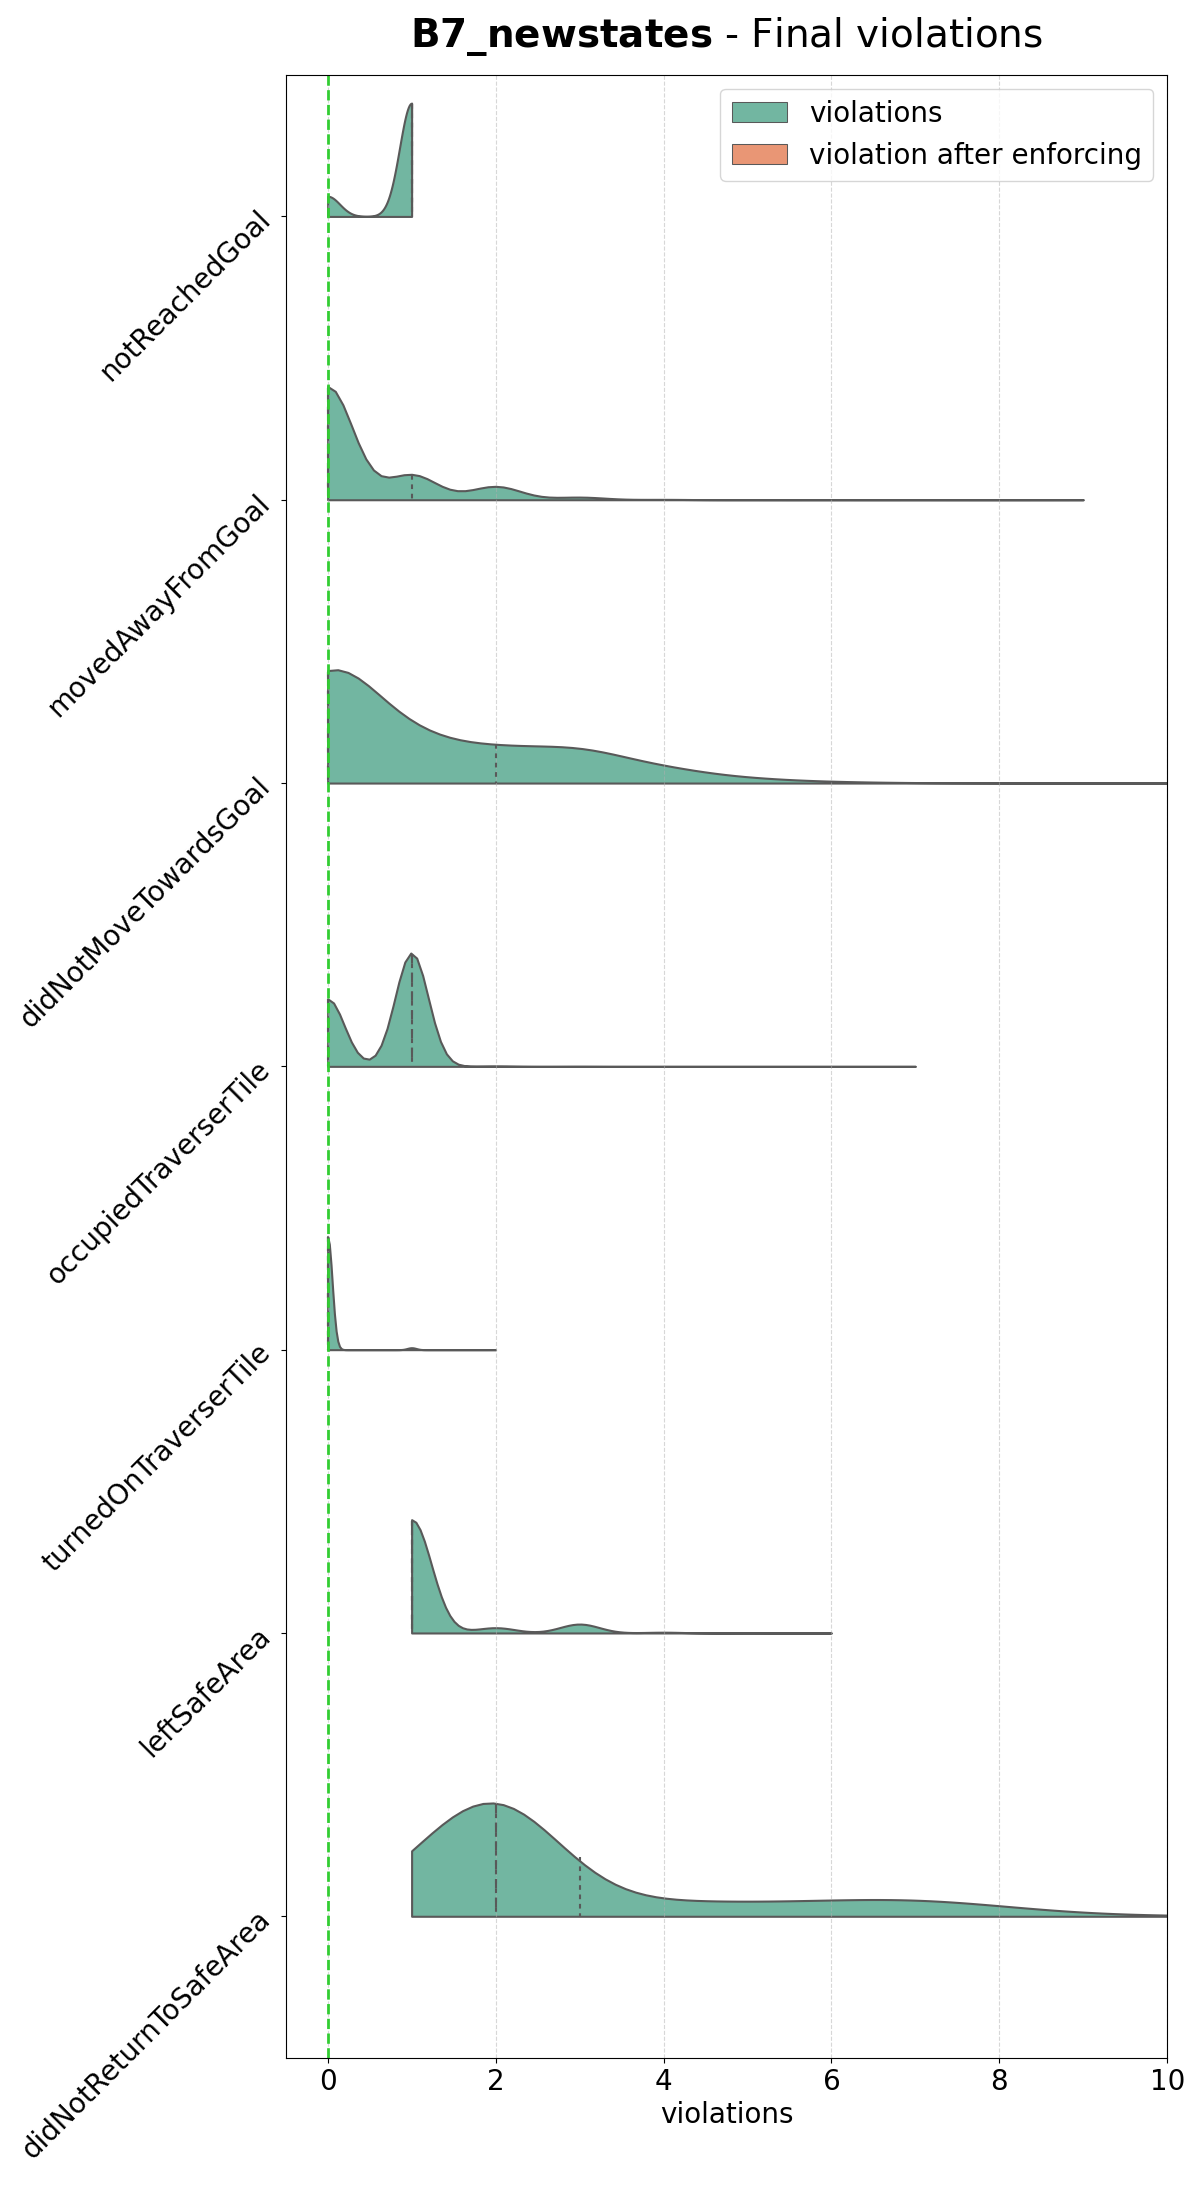 B7_newstates - Final violations
violations
violation after enforcing
notReachedGoal
movedAwayFromGoal
didNotMoveTowardsGoal
occupiedTraverserTile
turnedOnTraverserTile
leftSafeArea
didNotReturnToSafeArea
0 2 4 6 8 10
violations